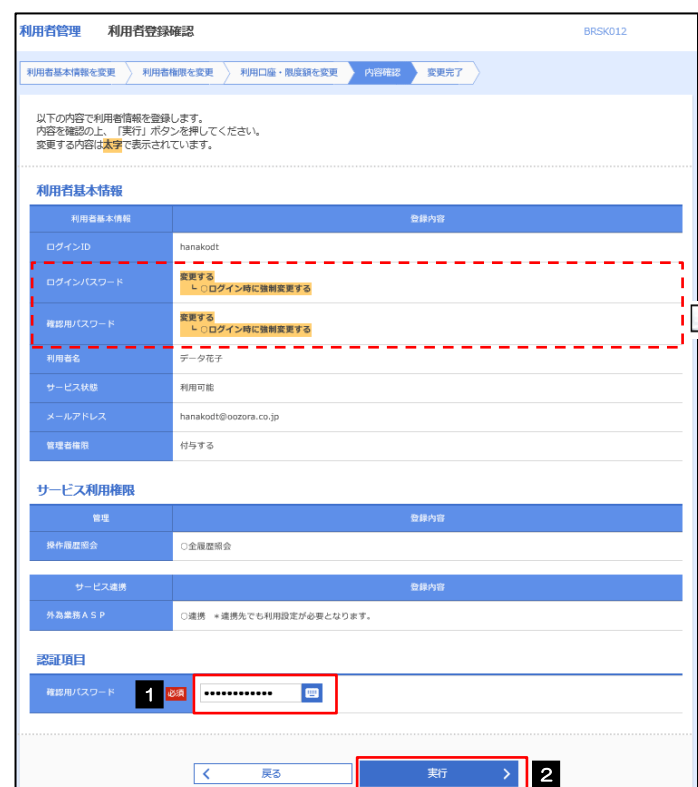 利用者管理 利用者登録確認 BRSK012
利用者基本情報を変更 利用者権限を変更 利用口座・限度額を変更 内容確認 変更完了
以下の内容で利用者情報を登録します。
内容を確認の上、「実行」ボタンを押してください。
変更する内容は太字で表示されています。
利用者基本情報
利用者基本情報 登録内容
ログインID hanakodt
ログインパスワード 変更する
└ ○ログイン時に強制変更する
確認用パスワード 変更する
└ ○ログイン時に強制変更する
利用者名 データ花子
サービス状態 利用可能
メールアドレス hanakodt@oozora.co.jp
管理者権限 付与する
サービス利用権限
管理 登録内容
操作履歴照会 ○全履歴照会
サービス連携 登録内容
外為業務ASP ○連携 *連携先でも利用設定が必要となります。
認証項目
確認用パスワード 1 必須 ●●●●●●●●●●●●
戻る 実行 2